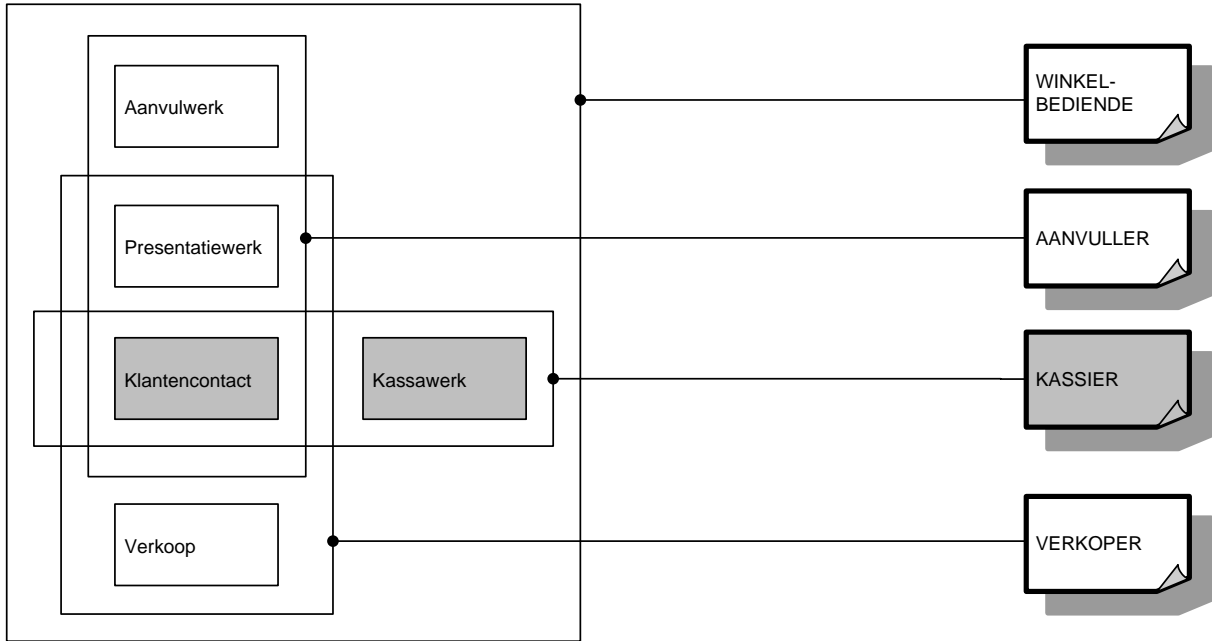 Aanvulwerk
Presentatiewerk
Klantencontact
Kassawerk
Verkoop
WINKEL-
BEDIENDE
AANVULLER
KASSIER
VERKOPER